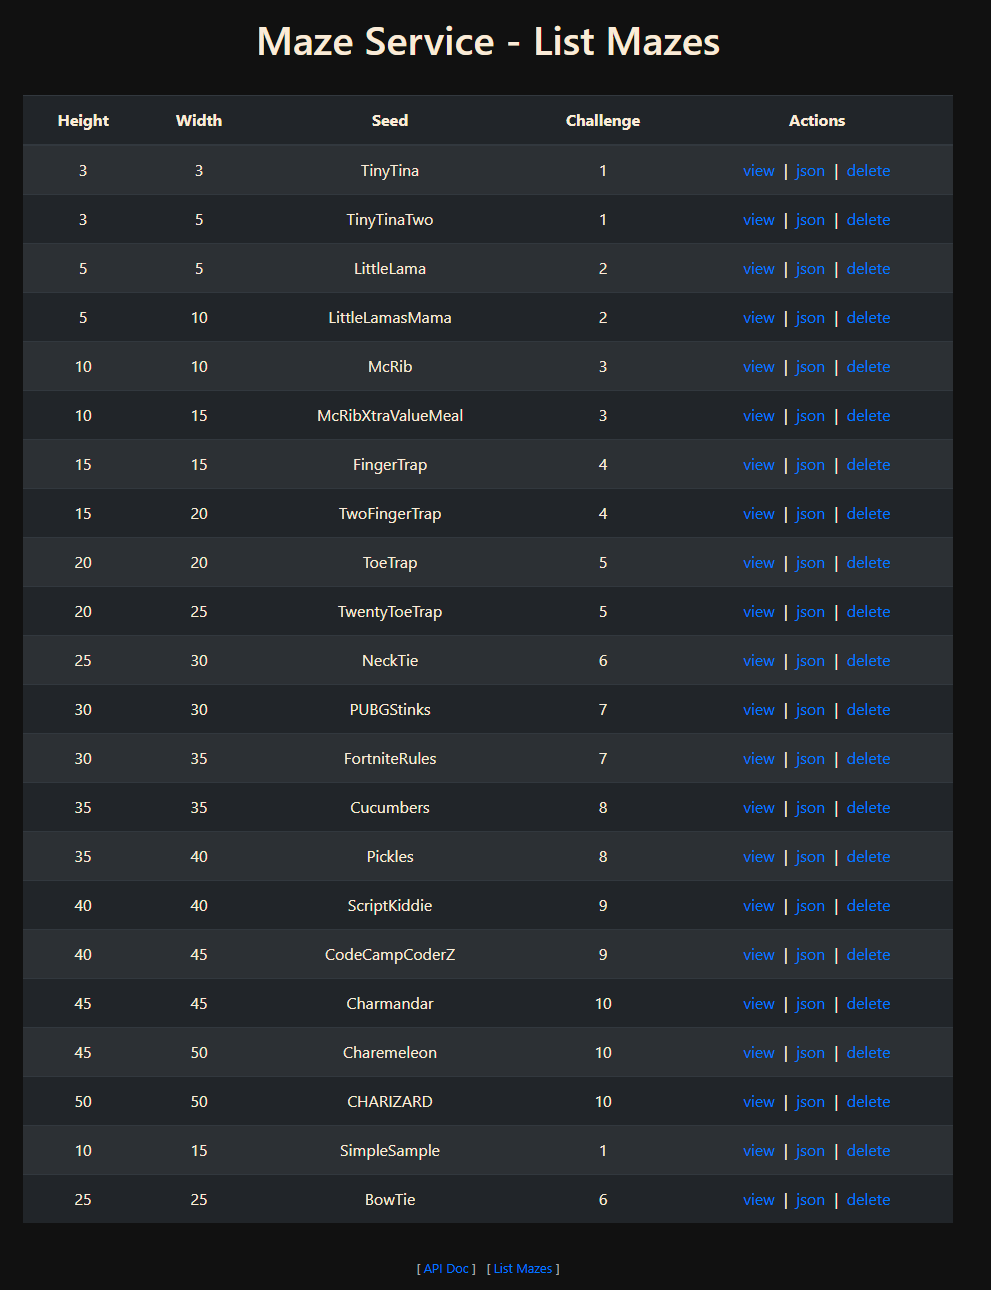 Maze Service - List Mazes
Height Width Seed Challenge Actions
3 3 TinyTina 1 view | json | delete
3 5 TinyTinaTwo 1 view | json | delete
5 5 LittleLama 2 view | json | delete
5 10 LittleLamasMama 2 view | json | delete
10 10 McRib 3 view | json | delete
10 15 McRibXtraValueMeal 3 view | json | delete
15 15 FingerTrap 4 view | json | delete
15 20 TwoFingerTrap 4 view | json | delete
20 20 ToeTrap 5 view | json | delete
20 25 TwentyToeTrap 5 view | json | delete
25 30 NeckTie 6 view | json | delete
30 30 PUBGStinks 7 view | json | delete
30 35 FortniteRules 7 view | json | delete
35 35 Cucumbers 8 view | json | delete
35 40 Pickles 8 view | json | delete
40 40 ScriptKiddie 9 view | json | delete
40 45 CodeCampCoderZ 9 view | json | delete
45 45 Charmandar 10 view | json | delete
45 50 Charemeleon 10 view | json | delete
50 50 CHARIZARD 10 view | json | delete
10 15 SimpleSample 1 view | json | delete
25 25 BowTie 6 view | json | delete
[ API Doc ] [ List Mazes ]